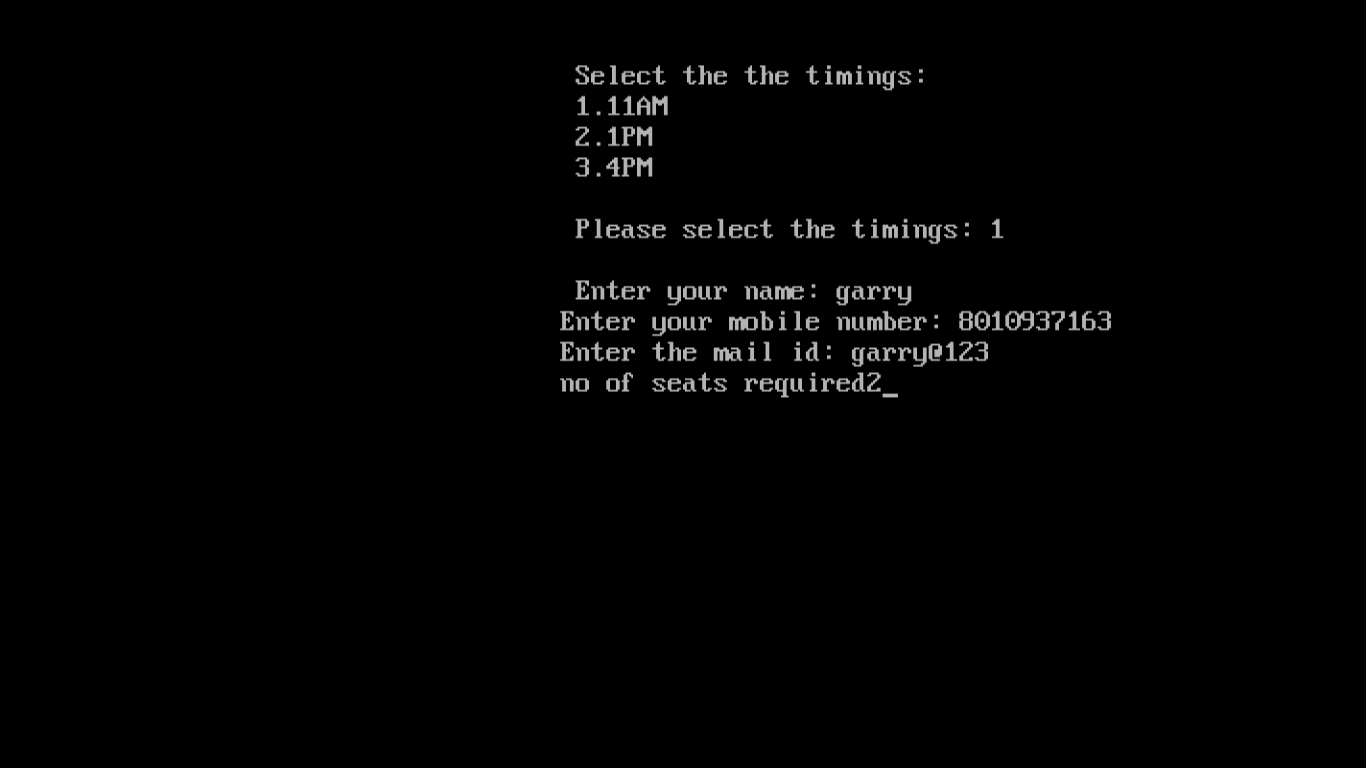 Select the the timings:
1.11AM
2.1PM
3.4PM
Please select the timings: 1
Enter your name: garry
Enter your mobile number: 8010937163
Enter the mail id: garry@123
no of seats required2_